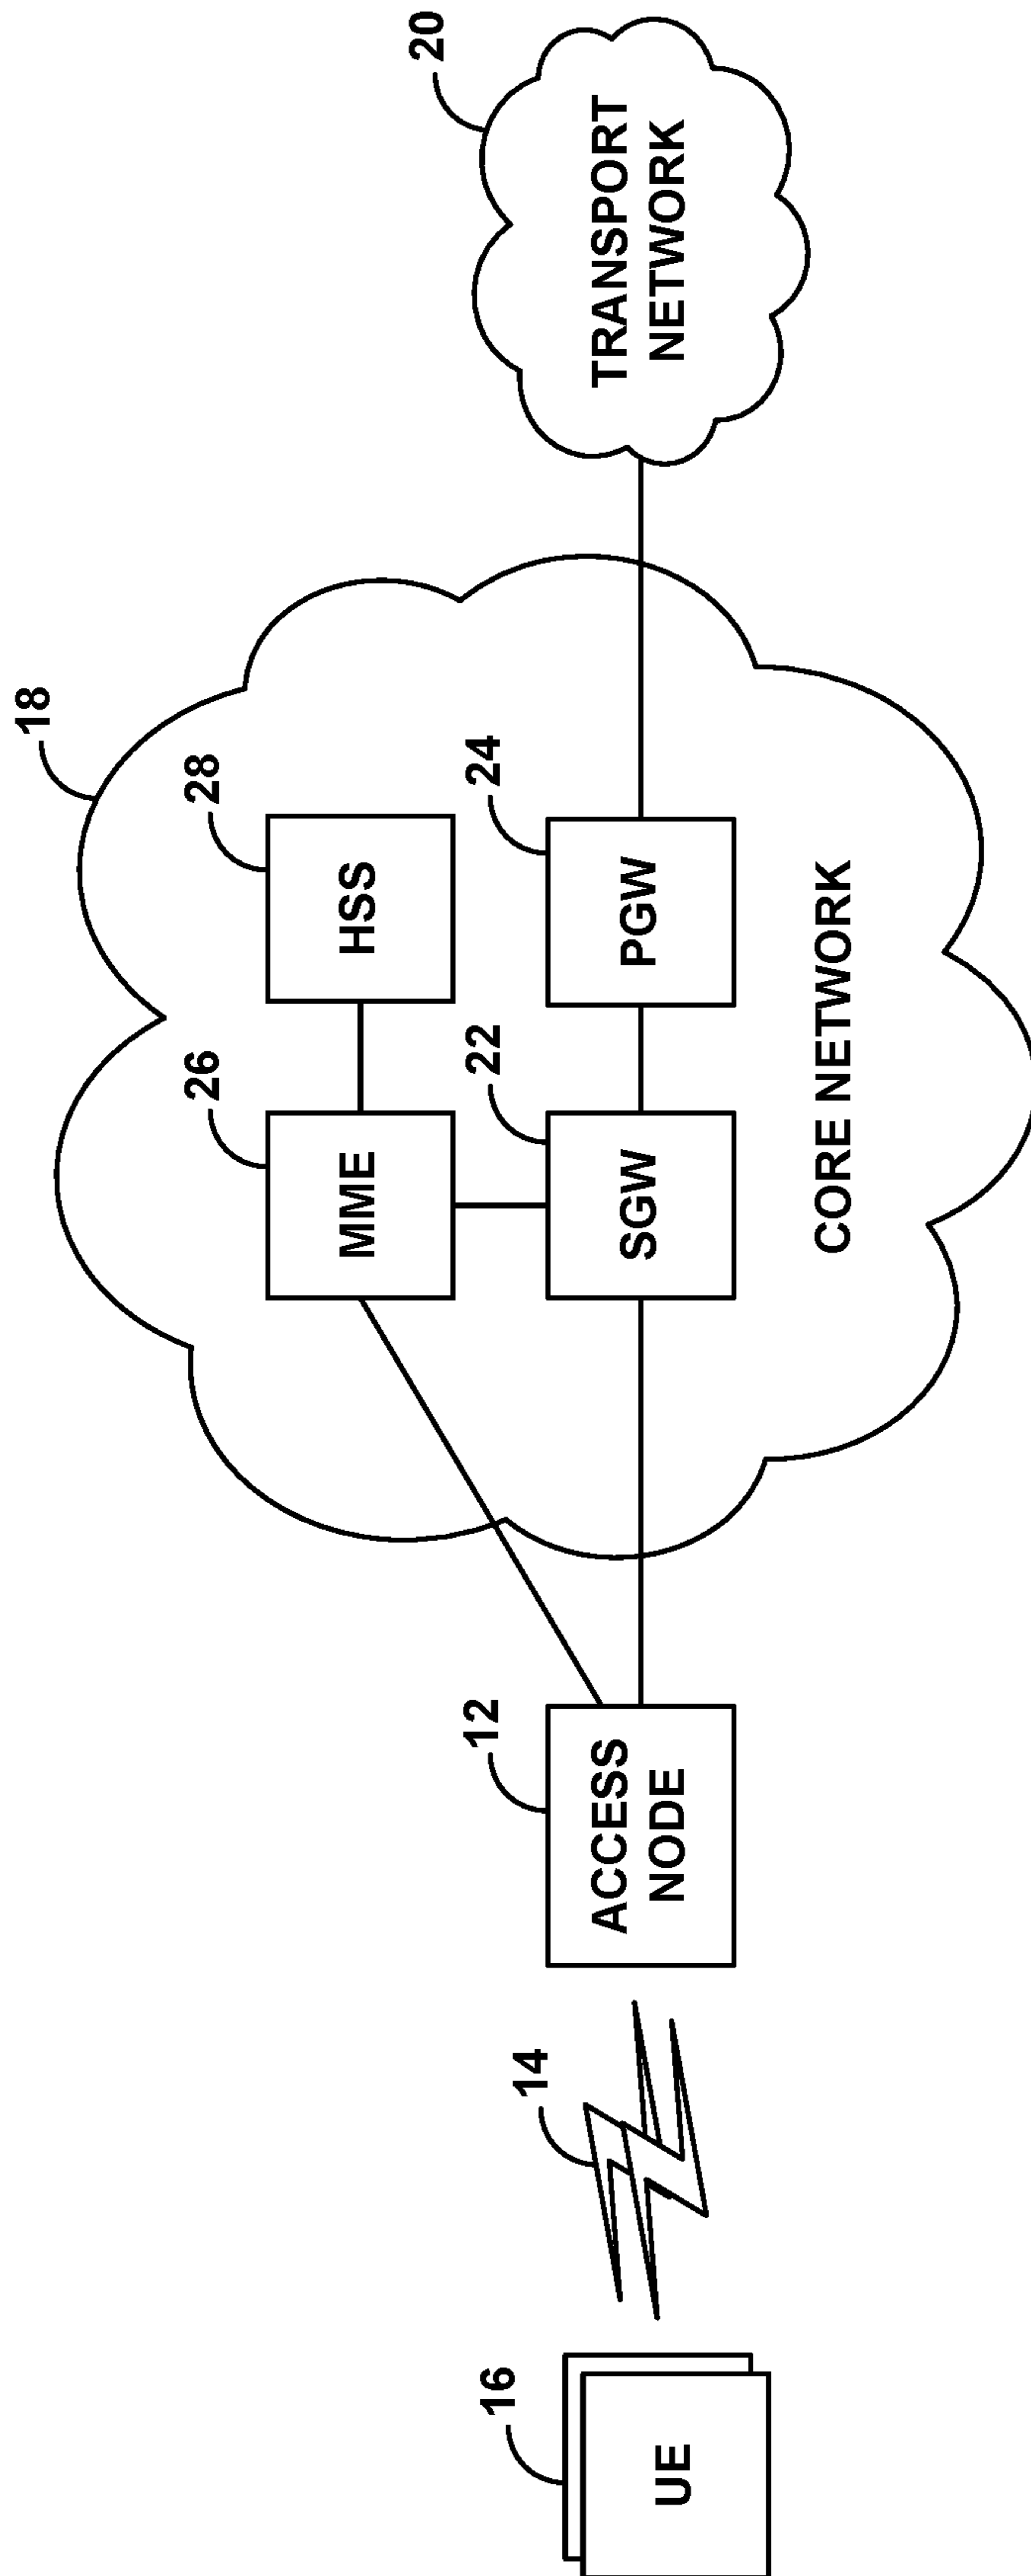 18
20
28
HSS
24
PGW
26
MME
22
SGW
CORE NETWORK
TRANSPORT
NETWORK
12
ACCESS
NODE
14
16
UE